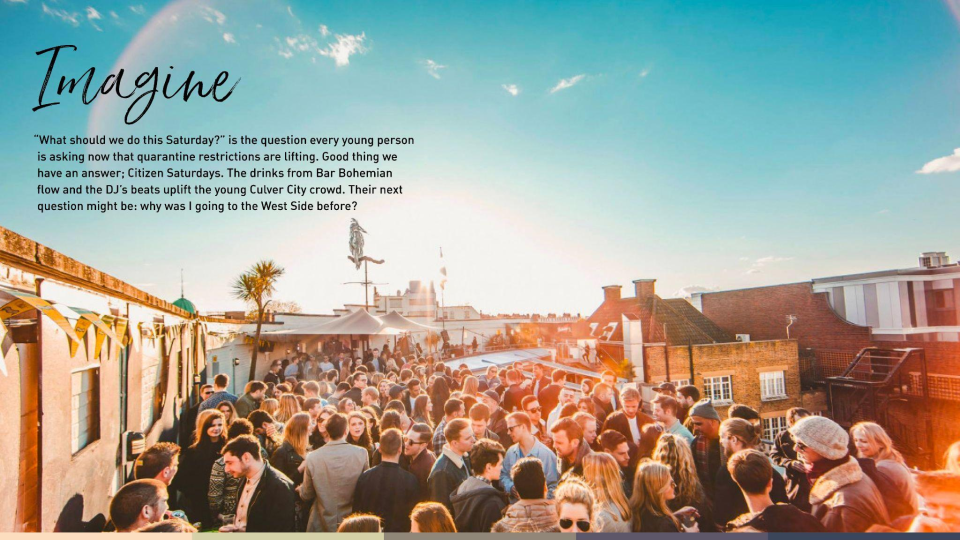 Imagine
“What should we do this Saturday?” is the question every young person
is asking now that quarantine restrictions are lifting. Good thing we
have an answer; Citizen Saturdays. The drinks from Bar Bohemian
flow and the DJ’s beats uplift the young Culver City crowd. Their next
question might be: why was I going to the West Side before?